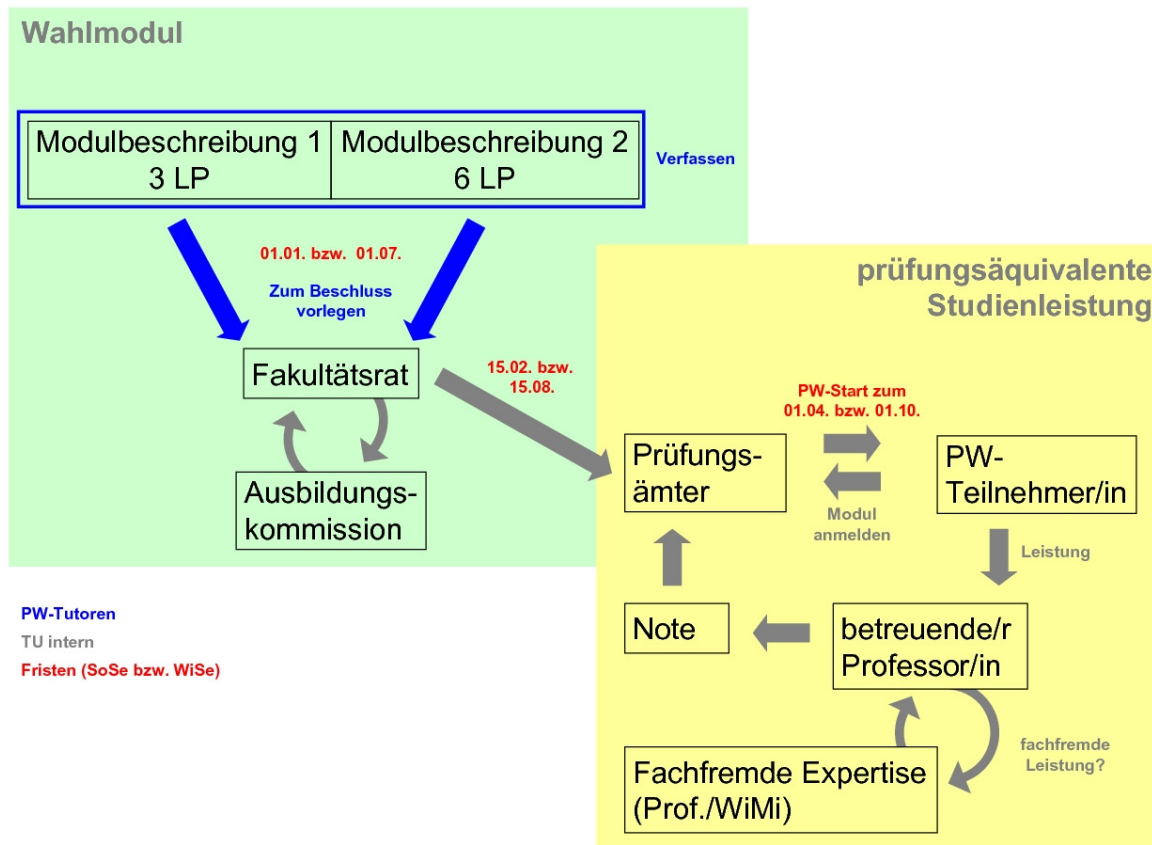 Wahlmodul
Modulbeschreibung 1
3 LP
Modulbeschreibung 2
6 LP
Verfassen
01.01. bzw. 01.07.
Zum Beschluss
vorlegen
Fakultätsrat
Ausbildungs-
kommission
15.02. bzw.
15.08.
prüfungsäquivalente
Studienleistung
PW-Start zum
01.04. bzw. 01.10.
Prüfungs-
ämter
Modul
anmelden
PW-
Teilnehmer/in
Leistung
Note
betreuende/r
Professor/in
fachfremde
Leistung?
Fachfremde Expertise
(Prof./WiMi)
PW-Tutoren
TU intern
Fristen (SoSe bzw. WiSe)